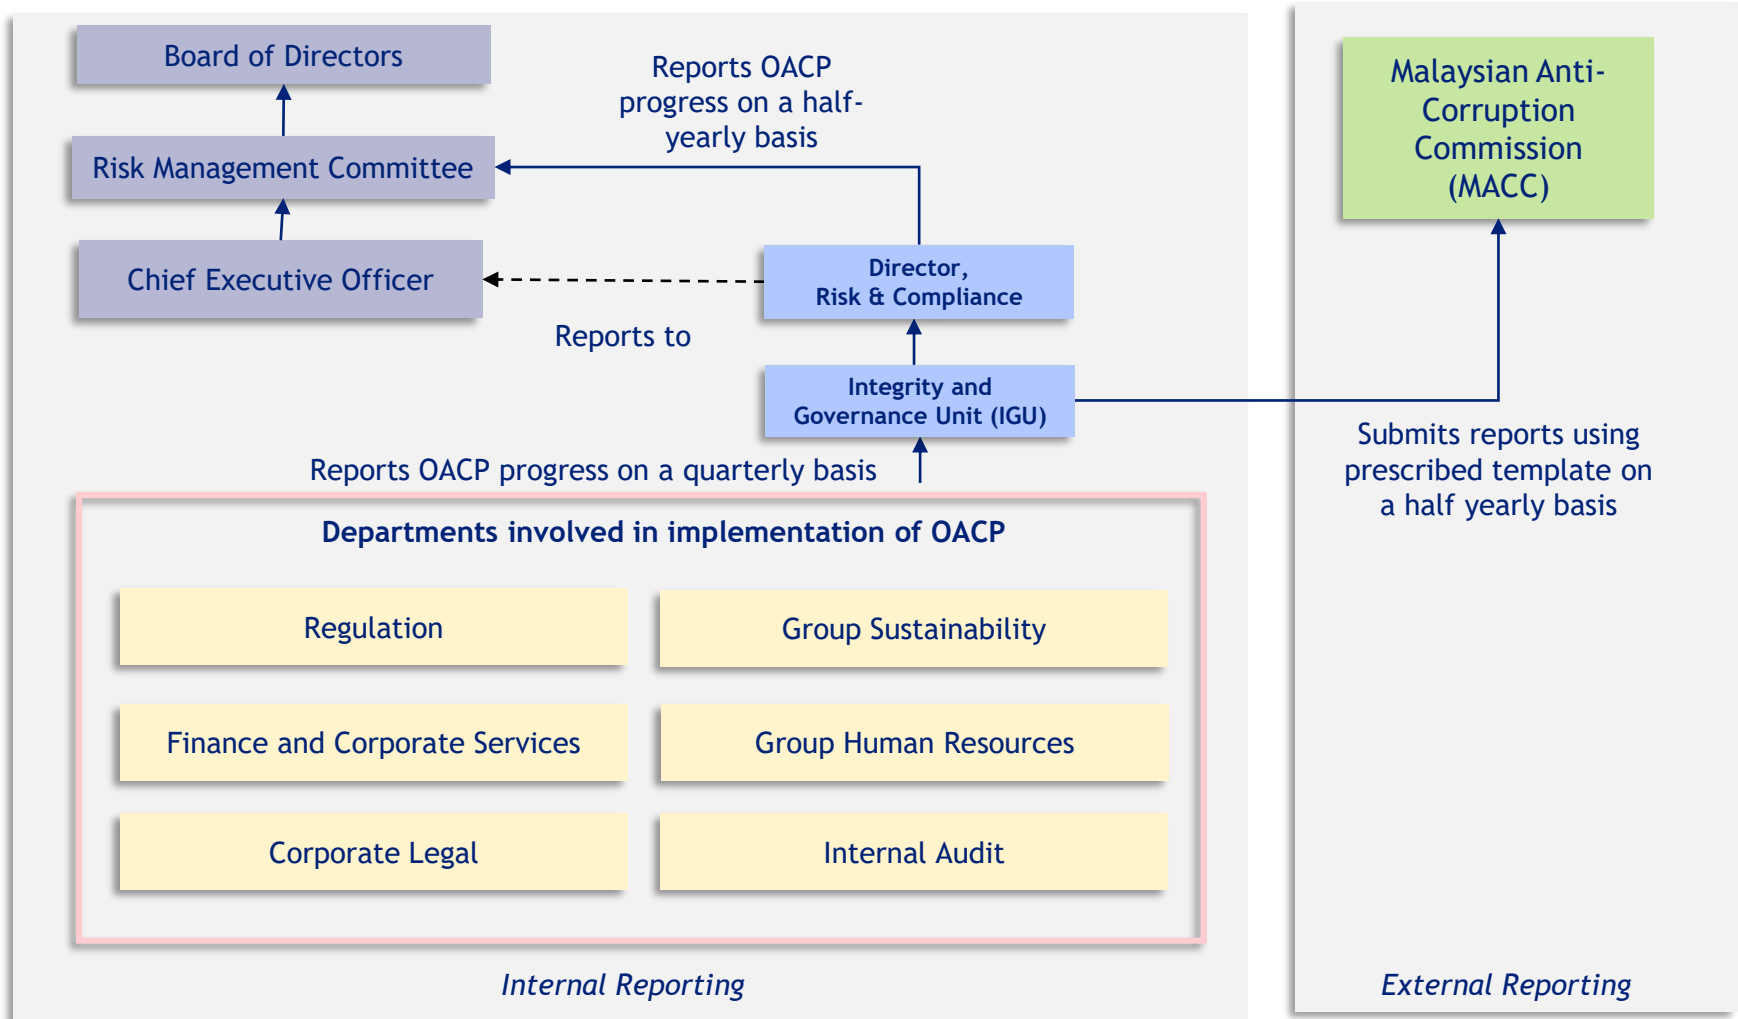 Board of Directors
Risk Management Committee
Chief Executive Officer
Reports OACP
progress on a half-
yearly basis
Director,
Risk & Compliance
Reports to
Integrity and
Governance Unit (IGU)
Reports OACP progress on a quarterly basis
Departments involved in implementation of OACP
Regulation
Group Sustainability
Finance and Corporate Services
Group Human Resources
Corporate Legal
Internal Audit
Internal Reporting
Malaysian Anti-
Corruption
Commission
(MACC)
Submits reports using
prescribed template on
a half yearly basis
External Reporting